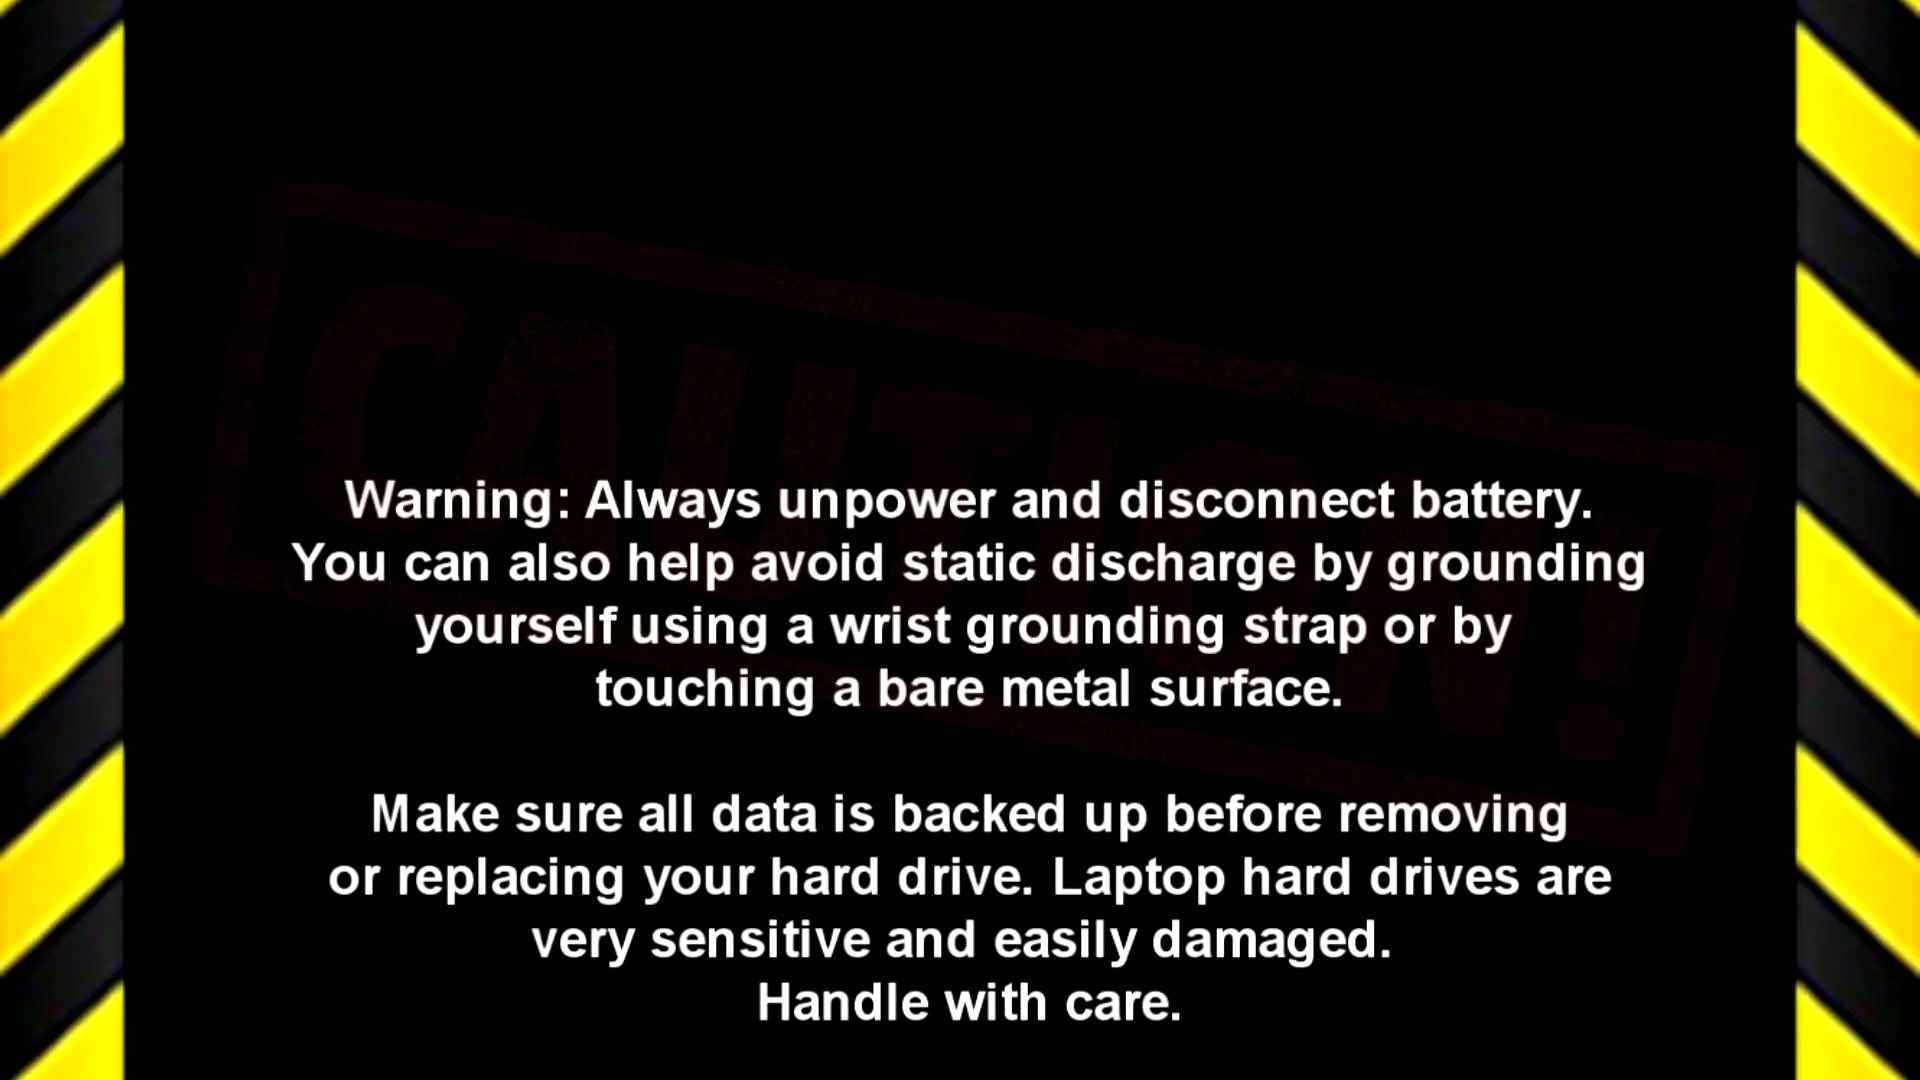 CAUTION!
Warning: Always unpower and disconnect battery.
You can also help avoid static discharge by grounding
yourself using a wrist grounding strap or by
touching a bare metal surface.
Make sure all data is backed up before removing
or replacing your hard drive. Laptop hard drives are
very sensitive and easily damaged.
Handle with care.